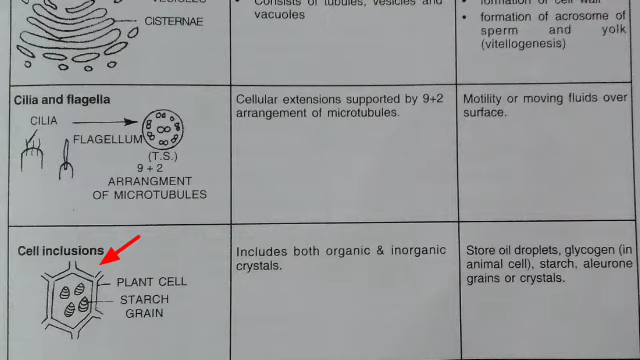 VESICLES
CISTERNAE
Consists of tubules, vesicles and
vacuoles
formation of cell wall
formation of acrosome of
sperm and yolk
(vitellogenesis)
Cilia and flagella
CILIA
FLAGELLUM
(T.S.)
9 + 2
ARRANGMENT
OF MICROTUBULES
Cellular extensions supported by 9+2
arrangement of microtubules.
Motility or moving fluids over
surface.
Cell inclusions
PLANT CELL
STARCH
GRAIN
Includes both organic & inorganic
crystals.
Store oil droplets, glycogen (in
animal cell), starch, aleurone
grains or crystals.